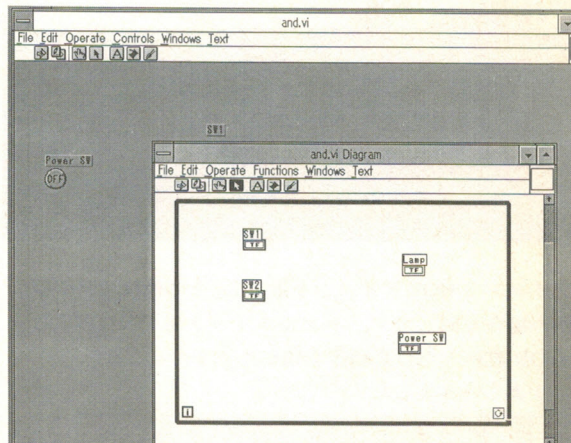 and.vi
File Edit Operate Controls Windows Text
SW1
Power SW
OFF
and.vi Diagram
File Edit Operate Functions Windows Text
A
A
SW1
TF
Lamp
TF
SW2
TF
Power SW
TF
i